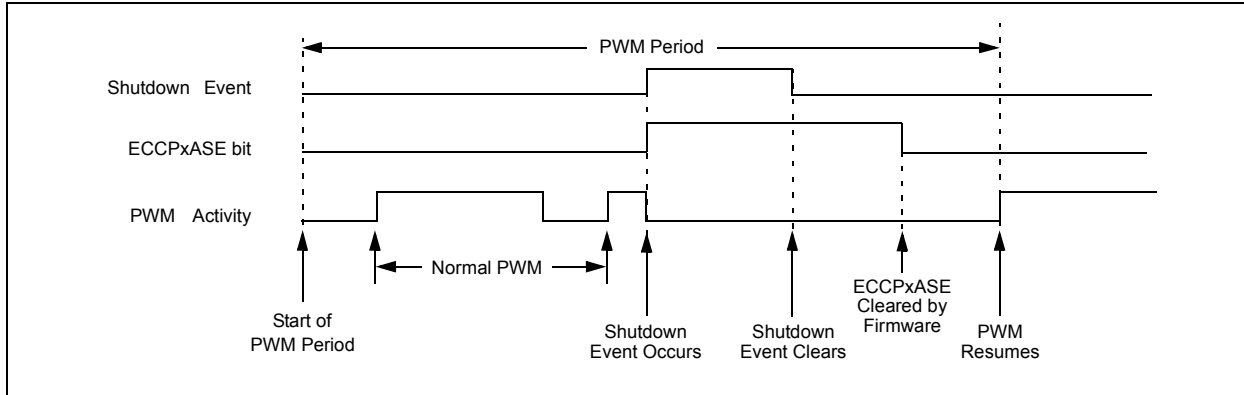 PWM Period
Shutdown Event
ECCPxASE bit
PWM Activity
Normal PWM
Start of
PWM Period
Shutdown
Event Occurs
Shutdown
Event Clears
ECCPxASE
Cleared by
Firmware
PWM
Resumes